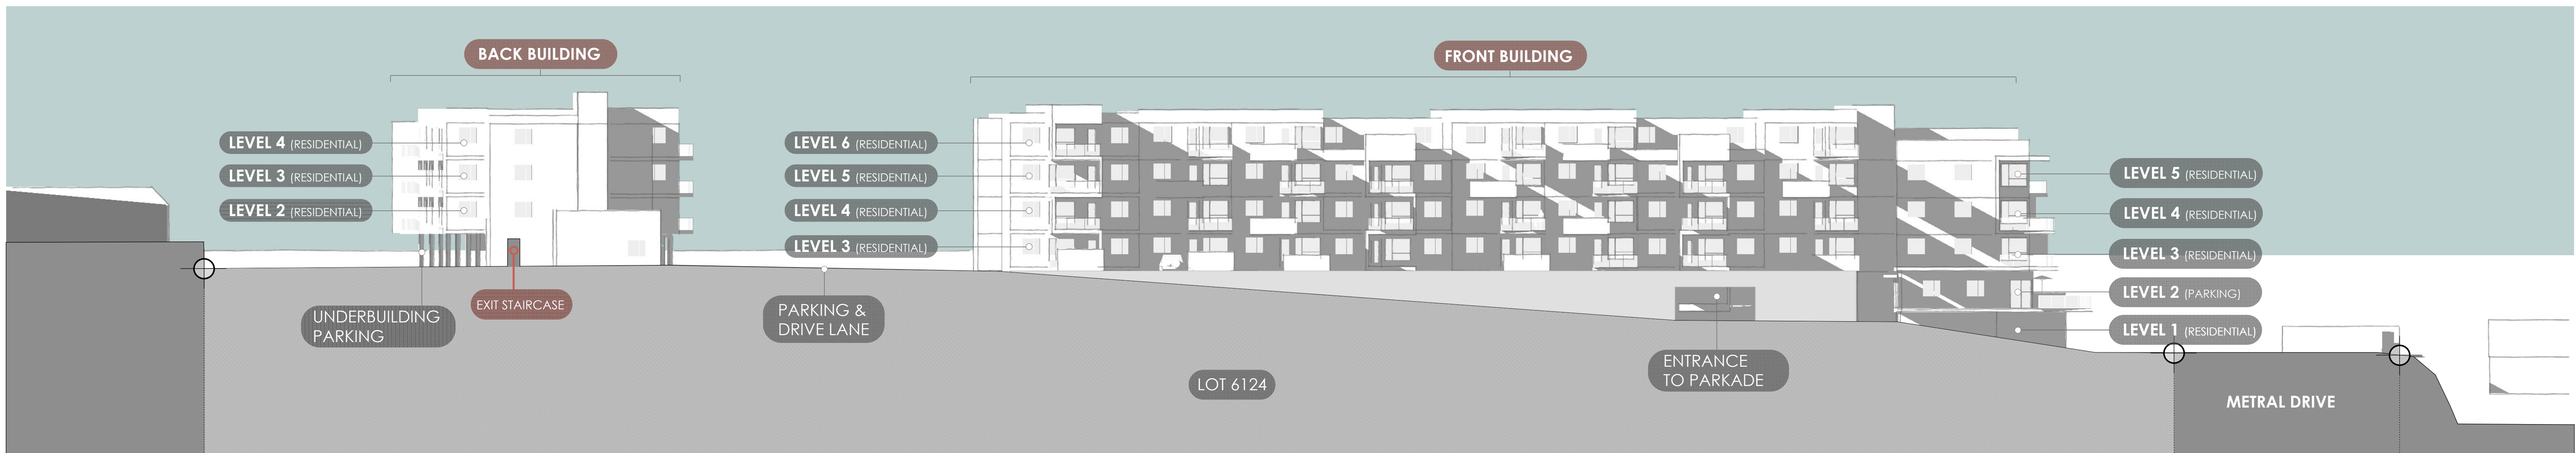 BACK BUILDING
FRONT BUILDING
LEVEL 4 (RESIDENTIAL)
LEVEL 3 (RESIDENTIAL)
LEVEL 2 (RESIDENTIAL)
LEVEL 6 (RESIDENTIAL)
LEVEL 5 (RESIDENTIAL)
LEVEL 4 (RESIDENTIAL)
LEVEL 3 (RESIDENTIAL)
LEVEL 5 (RESIDENTIAL)
LEVEL 4 (RESIDENTIAL)
LEVEL 3 (RESIDENTIAL)
LEVEL 2 (PARKING)
LEVEL 1 (RESIDENTIAL)
UNDERBUILDING
PARKING
EXIT STAIRCASE
PARKING &
DRIVE LANE
ENTRANCE
TO PARKADE
LOT 6124
METRAL DRIVE